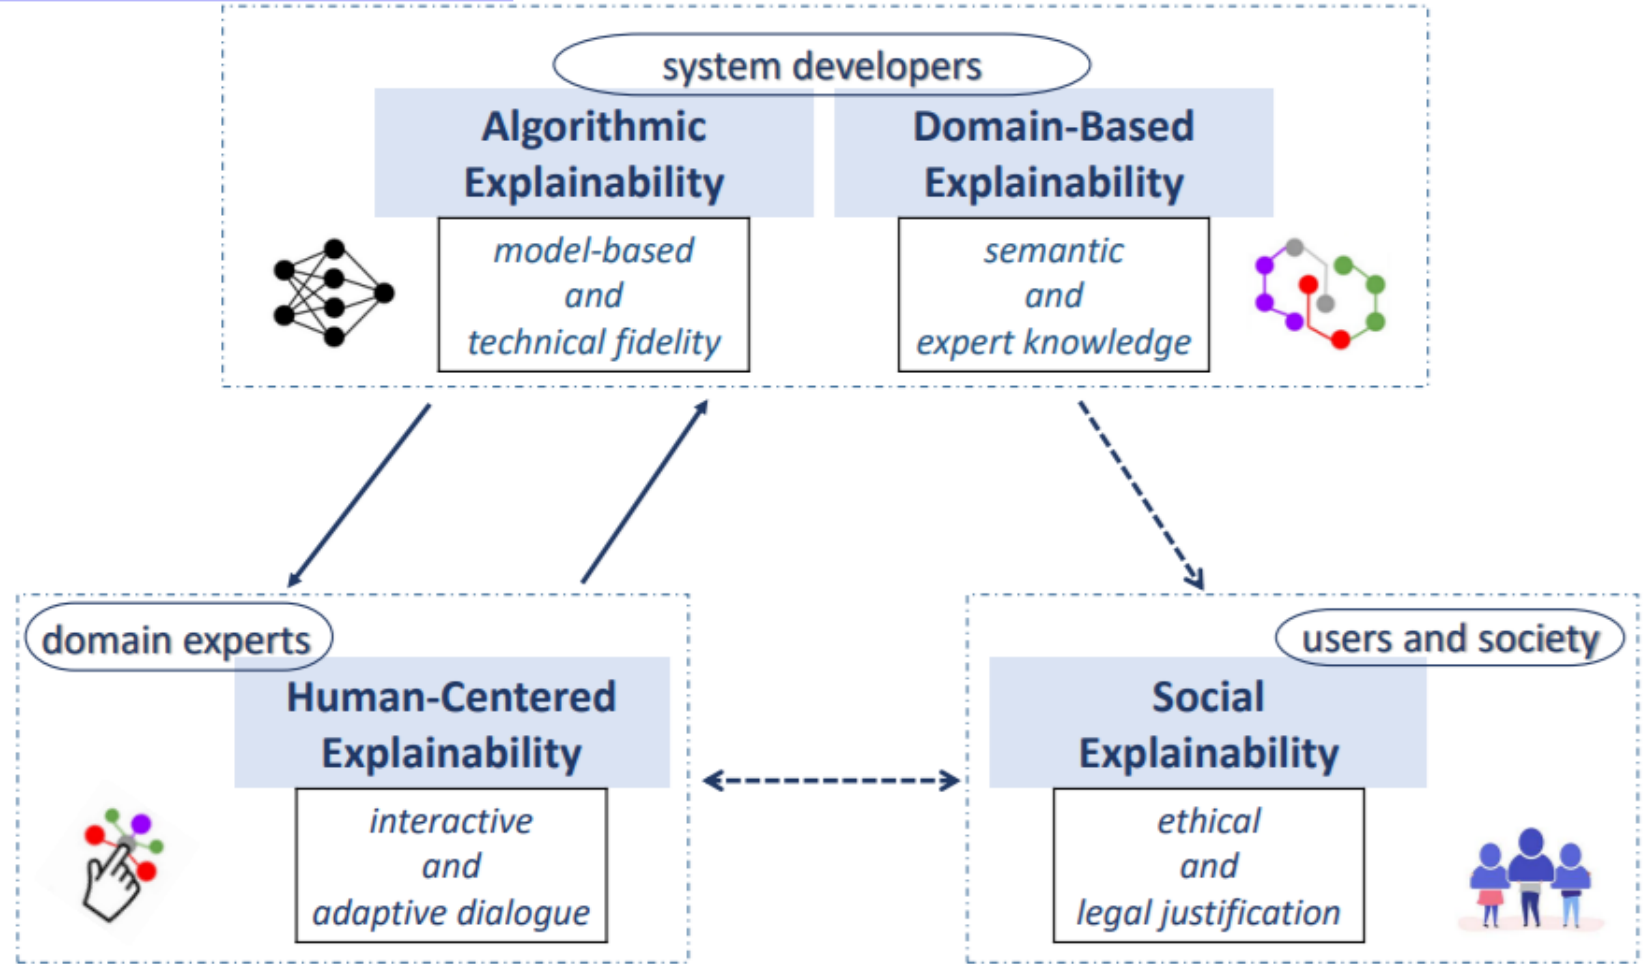 system developers
Algorithmic
Explainability
model-based
and
technical fidelity
Domain-Based
Explainability
semantic
and
expert knowledge
domain experts
Human-Centered
Explainability
interactive
and
adaptive dialogue
users and society
Social
Explainability
ethical
and
legal justification